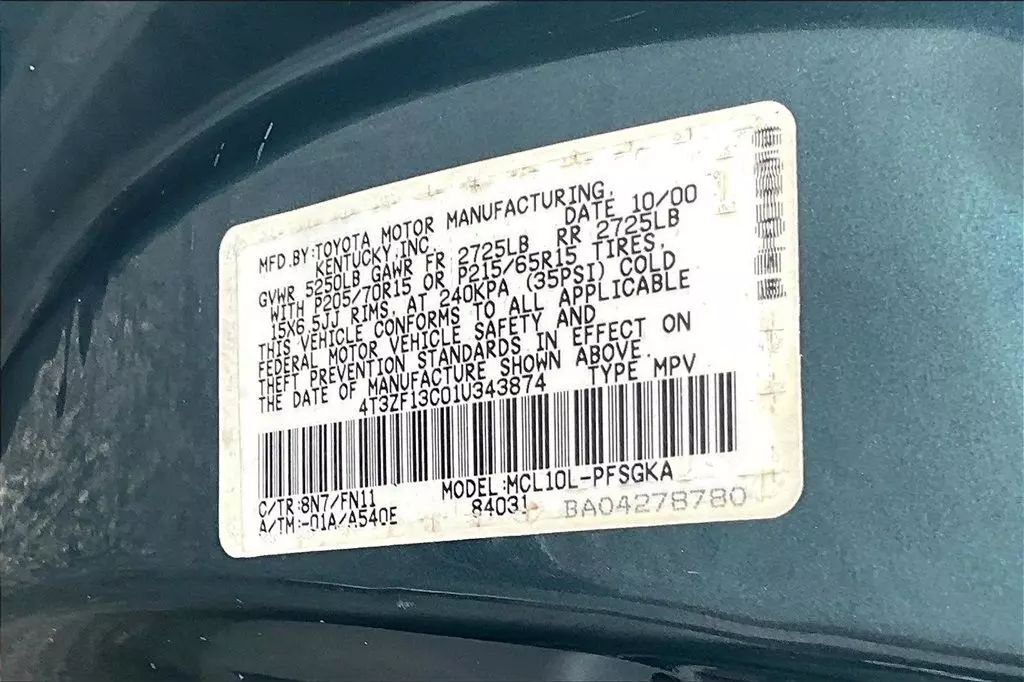 MFD.BY:TOYOTA MOTOR MANUFACTURING,
KENTUCKY,INC. DATE 10/00
GVWR 5250LB GAWR FR 2725LB RR 2725LB
WITH P205/70R15 OR P215/65R15 TIRES,
15X6.5JJ RIMS, AT 240KPA (35PSI) COLD
THIS VEHICLE CONFORMS TO ALL APPLICABLE
FEDERAL MOTOR VEHICLE SAFETY AND
THEFT PREVENTION STANDARDS IN EFFECT ON
THE DATE OF MANUFACTURE SHOWN ABOVE.
4T3ZF13C01U343874 TYPE MPV
C/TR:8N7/FN11 MODEL:MCL10L-PFSGKA
A/TM:-01A/A540E 84031 BA04278780